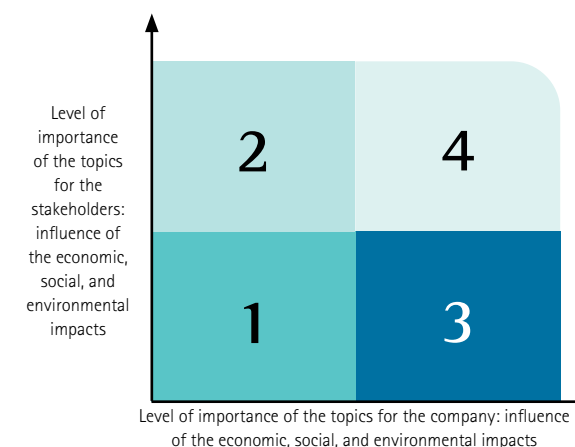 Level of
importance
of the topics
for the
stakeholders:
influence of
the economic,
social, and
environmental
impacts
2
4
1
3
Level of importance of the topics for the company: influence
of the economic, social, and environmental impacts